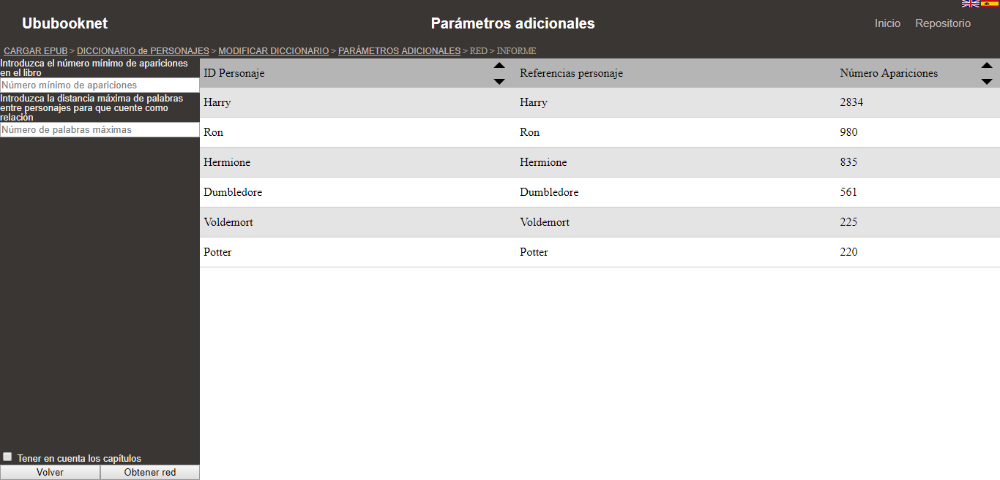 Ububooknet
Parámetros adicionales
Inicio Repositorio
CARGAR EPUB > DICCIONARIO de PERSONAJES > MODIFICAR DICCIONARIO > PARÁMETROS ADICIONALES > RED > INFORME
Introduzca el número mínimo de apariciones
en el libro
Número mínimo de apariciones
Introduzca la distancia máxima de palabras
entre personajes para que cuente como
relación
Número de palabras máximas
ID Personaje Referencias personaje Número Apariciones
Harry Harry 2834
Ron Ron 980
Hermione Hermione 835
Dumbledore Dumbledore 561
Voldemort Voldemort 225
Potter Potter 220
Tener en cuenta los capítulos
Volver Obtener red